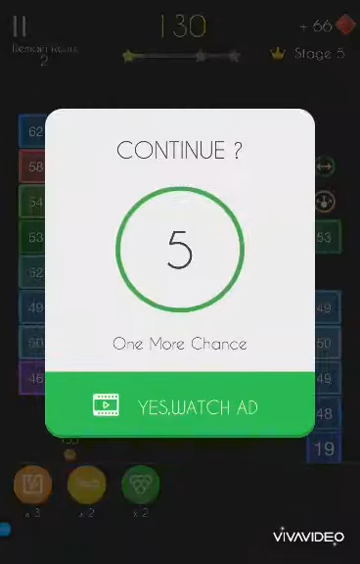 130
+ 66
2
Stage 5
62
58
54
53
53
52
49
49
50
50
46
49
48
19
CONTINUE ?
5
One More Chance
YES,WATCH AD
x 3
x 2
x 2
VIVAVIDEO